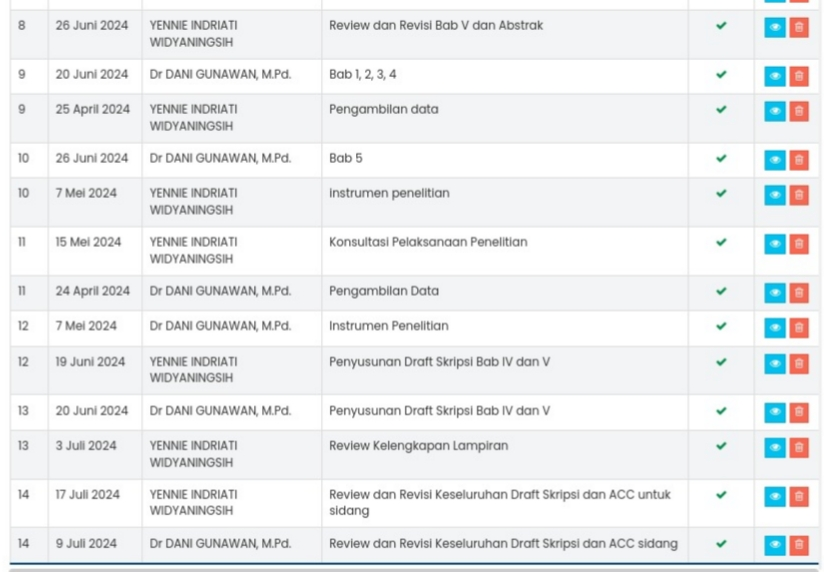 8 26 Juni 2024 YENNIE INDRIATI WIDYANINGSIH Review dan Revisi Bab V dan Abstrak
9 20 Juni 2024 Dr DANI GUNAWAN, M.Pd. Bab 1, 2, 3, 4
9 25 April 2024 YENNIE INDRIATI WIDYANINGSIH Pengambilan data
10 26 Juni 2024 Dr DANI GUNAWAN, M.Pd. Bab 5
10 7 Mei 2024 YENNIE INDRIATI WIDYANINGSIH instrumen penelitian
11 15 Mei 2024 YENNIE INDRIATI WIDYANINGSIH Konsultasi Pelaksanaan Penelitian
11 24 April 2024 Dr DANI GUNAWAN, M.Pd. Pengambilan Data
12 7 Mei 2024 Dr DANI GUNAWAN, M.Pd. Instrumen Penelitian
12 19 Juni 2024 YENNIE INDRIATI WIDYANINGSIH Penyusunan Draft Skripsi Bab IV dan V
13 20 Juni 2024 Dr DANI GUNAWAN, M.Pd. Penyusunan Draft Skripsi Bab IV dan V
13 3 Juli 2024 YENNIE INDRIATI WIDYANINGSIH Review Kelengkapan Lampiran
14 17 Juli 2024 YENNIE INDRIATI WIDYANINGSIH Review dan Revisi Keseluruhan Draft Skripsi dan ACC untuk sidang
14 9 Juli 2024 Dr DANI GUNAWAN, M.Pd. Review dan Revisi Keseluruhan Draft Skripsi dan ACC sidang